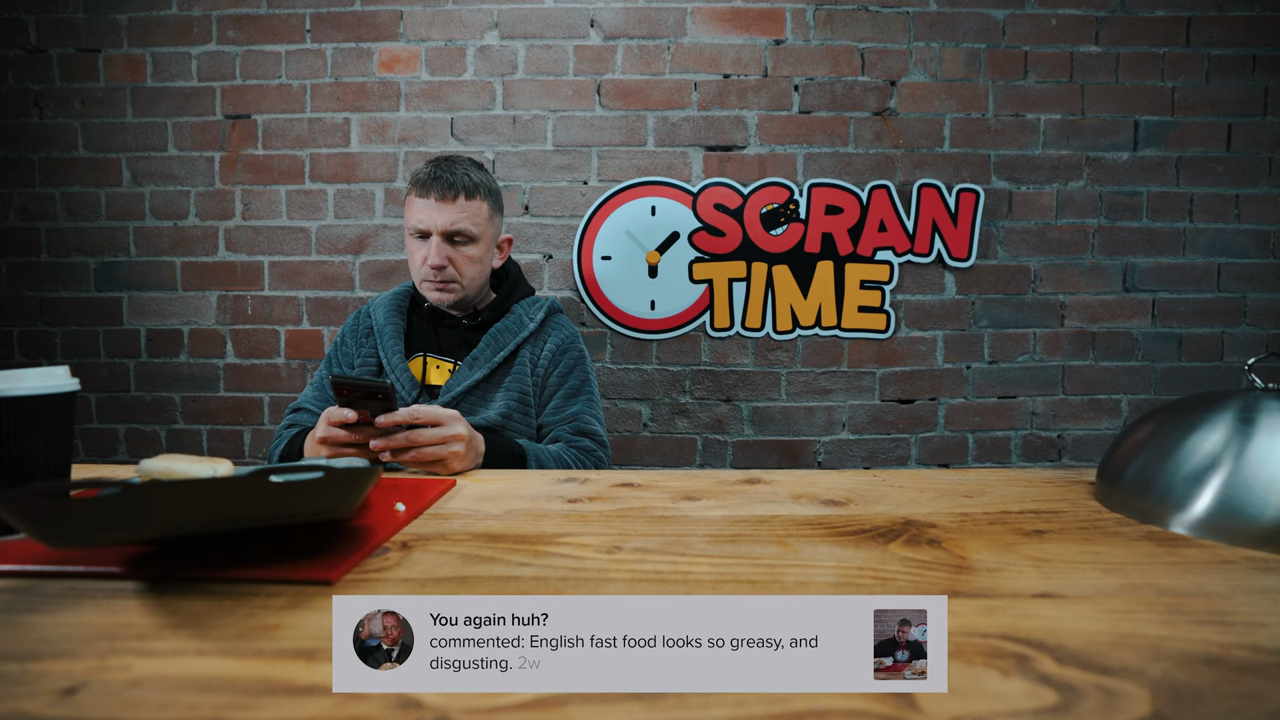 SCRAN
TIME
You again huh?
commented: English fast food looks so greasy, and
disgusting. 2w